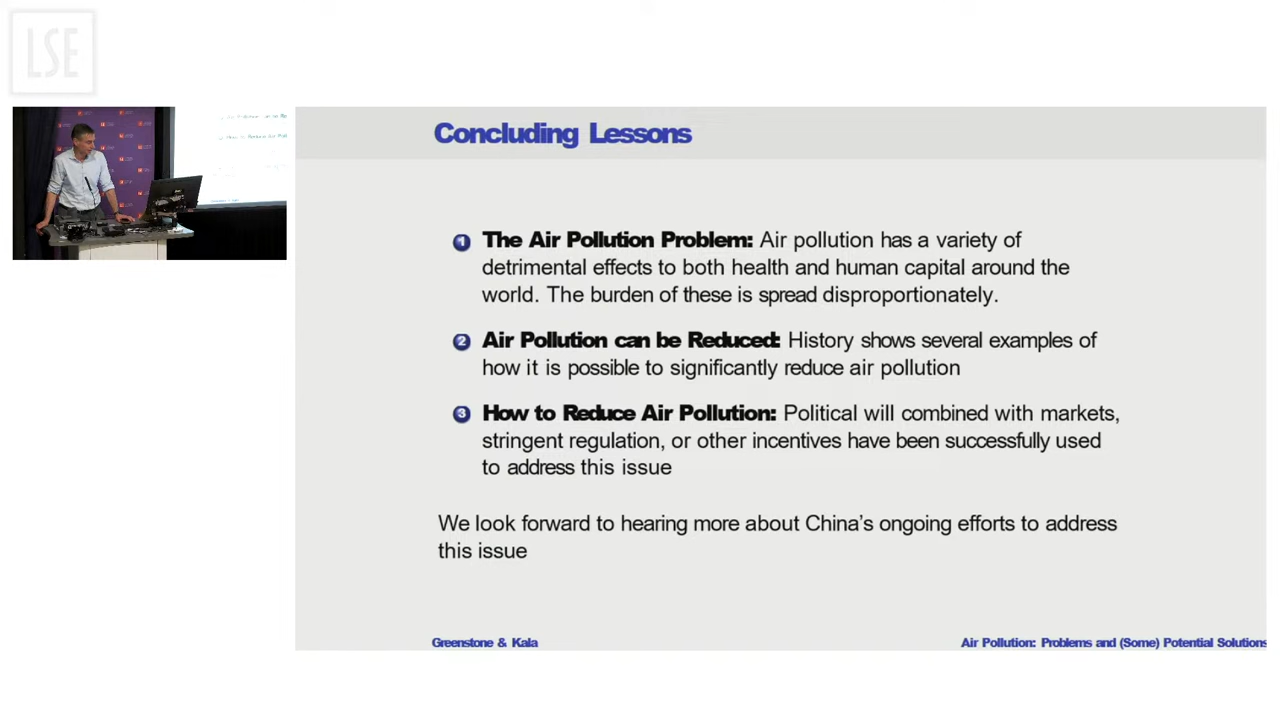 LSE
Concluding Lessons
1 The Air Pollution Problem: Air pollution has a variety of
detrimental effects to both health and human capital around the
world. The burden of these is spread disproportionately.
2 Air Pollution can be Reduced: History shows several examples of
how it is possible to significantly reduce air pollution
3 How to Reduce Air Pollution: Political will combined with markets,
stringent regulation, or other incentives have been successfully used
to address this issue
We look forward to hearing more about China's ongoing efforts to address
this issue
Greenstone & Kala
Air Pollution: Problems and (Some) Potential Solutions